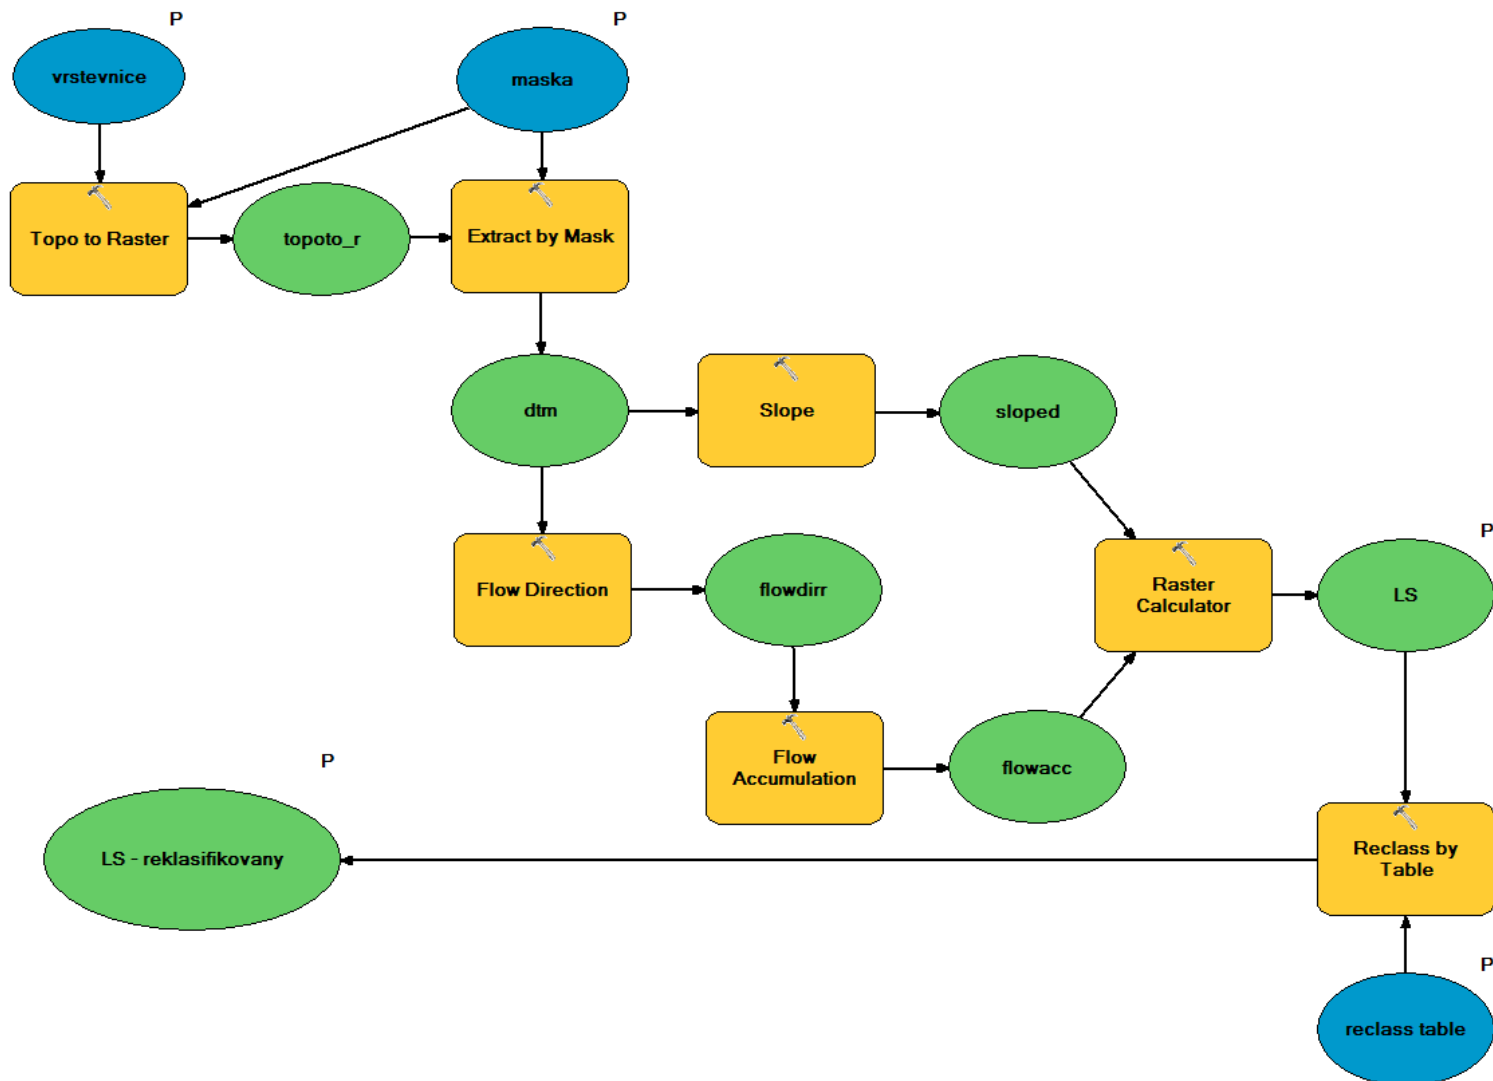 P
P
vrstevnice
maska
Topo to Raster
topoto_r
Extract by Mask
dtm
Slope
sloped
P
Flow Direction
flowdirr
Raster
Calculator
LS
Flow
Accumulation
flowacc
P
LS - reklasifikovany
Reclass by
Table
P
reclass table